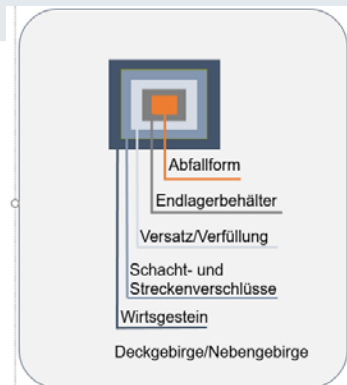 Abfallform
Endlagerbehälter
Versatz/Verfüllung
Schacht- und
Streckenverschlüsse
Wirtsgestein
Deckgebirge/Nebengebirge